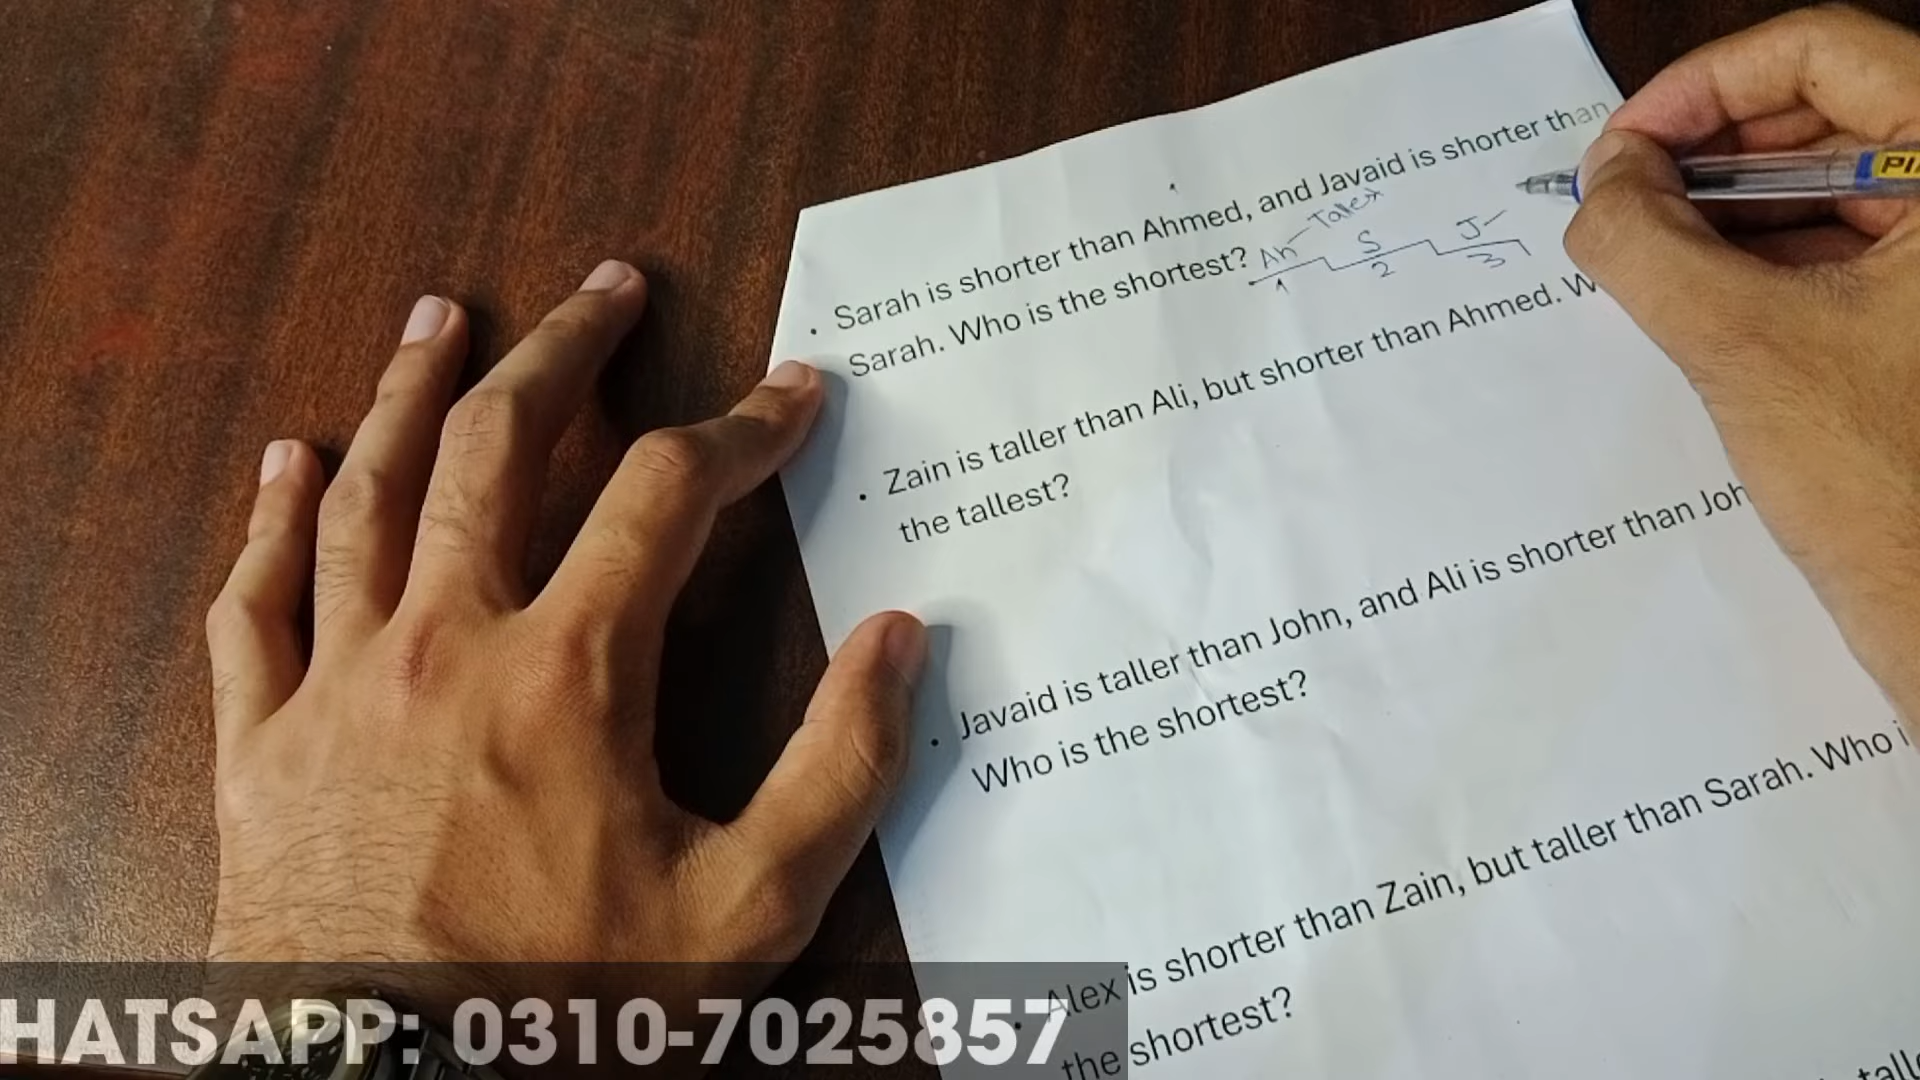 • Sarah is shorter than Ahmed, and Javaid is shorter than
Sarah. Who is the shortest?
Ah – Tallest
S
J –
1
2
3
• Zain is taller than Ali, but shorter than Ahmed. W
the tallest?
• Javaid is taller than John, and Ali is shorter than Joh
Who is the shortest?
• Alex is shorter than Zain, but taller than Sarah. Who i
the shortest?
HATSAPP: 0310-7025857